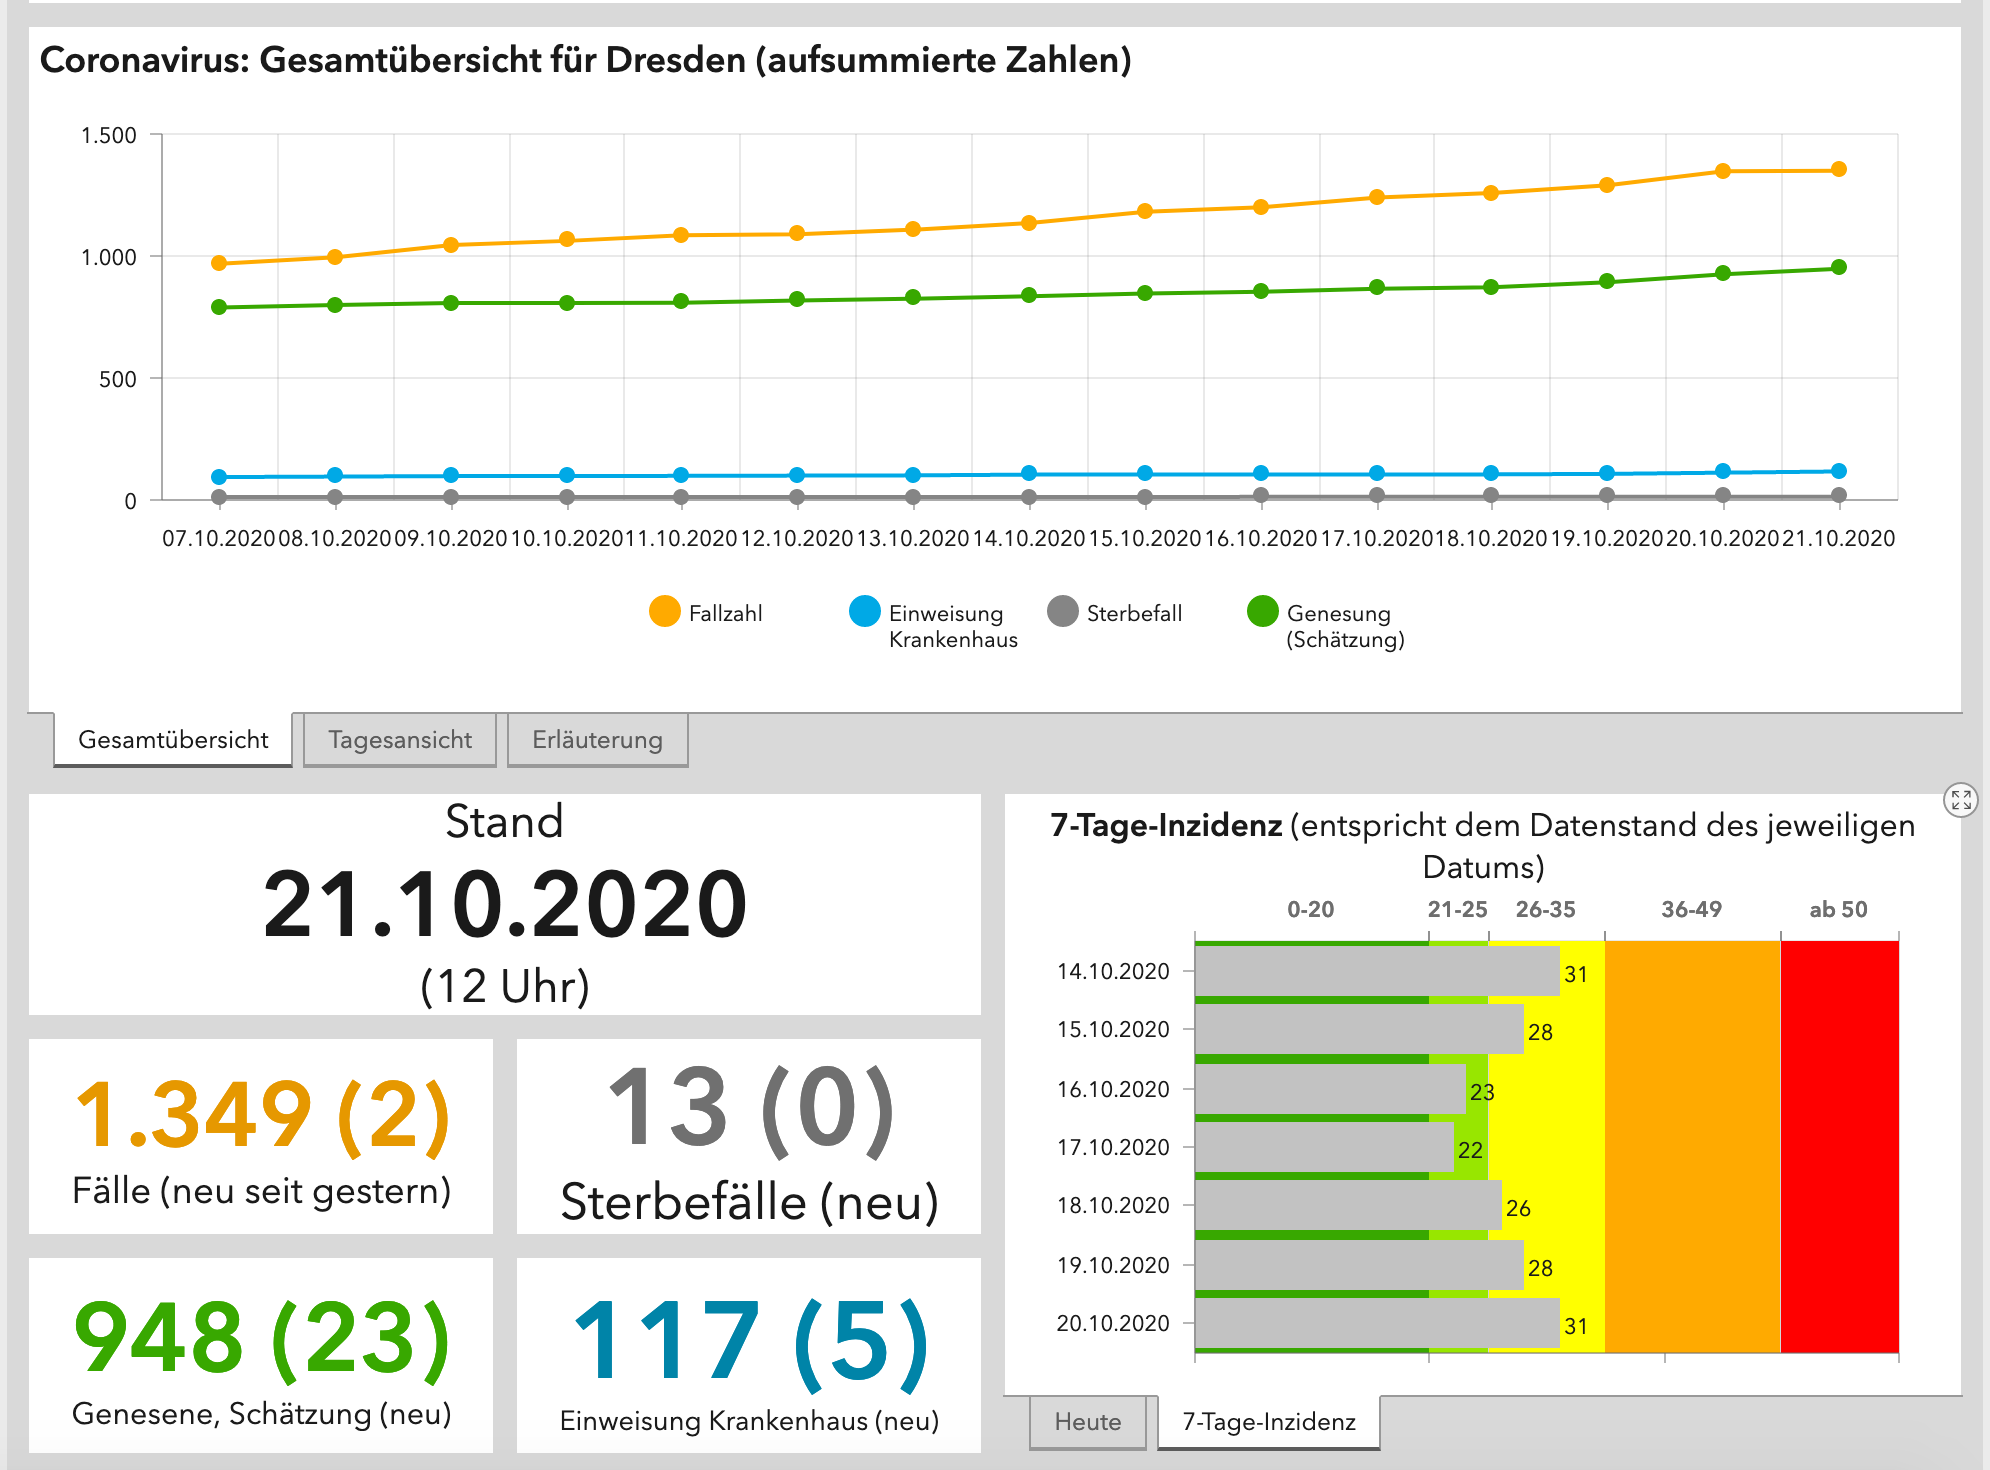 Coronavirus: Gesamtübersicht für Dresden (aufsummierte Zahlen)
1.500
1.000
500
0
07.10.2020 08.10.2020 09.10.2020 10.10.2020 11.10.2020 12.10.2020 13.10.2020 14.10.2020 15.10.2020 16.10.2020 17.10.2020 18.10.2020 19.10.2020 20.10.2020 21.10.2020
Fallzahl
Einweisung
Krankenhaus
Sterbefall
Genesung
(Schätzung)
Gesamtübersicht
Tagesansicht
Erläuterung
Stand
21.10.2020
(12 Uhr)
1.349 (2)
Fälle (neu seit gestern)
13 (0)
Sterbefälle (neu)
948 (23)
Genesene, Schätzung (neu)
117 (5)
Einweisung Krankenhaus (neu)
7-Tage-Inzidenz (entspricht dem Datenstand des jeweiligen
Datums)
0-20 21-25 26-35 36-49 ab 50
14.10.2020 31
15.10.2020 28
16.10.2020 23
17.10.2020 22
18.10.2020 26
19.10.2020 28
20.10.2020 31
Heute
7-Tage-Inzidenz